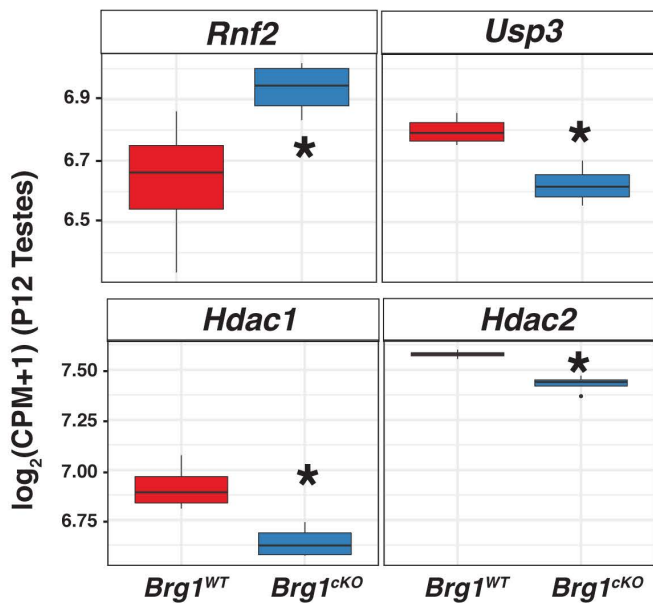 Rnf2 Usp3
6.9
6.7
6.5
*
*
Hdac1 Hdac2
7.50
7.25
7.00
6.75
*
*
log₂(CPM+1) (P12 Testes)
Brg1ᵂᵀ Brg1ᶜᴷᴼ Brg1ᵂᵀ Brg1ᶜᴷᴼ